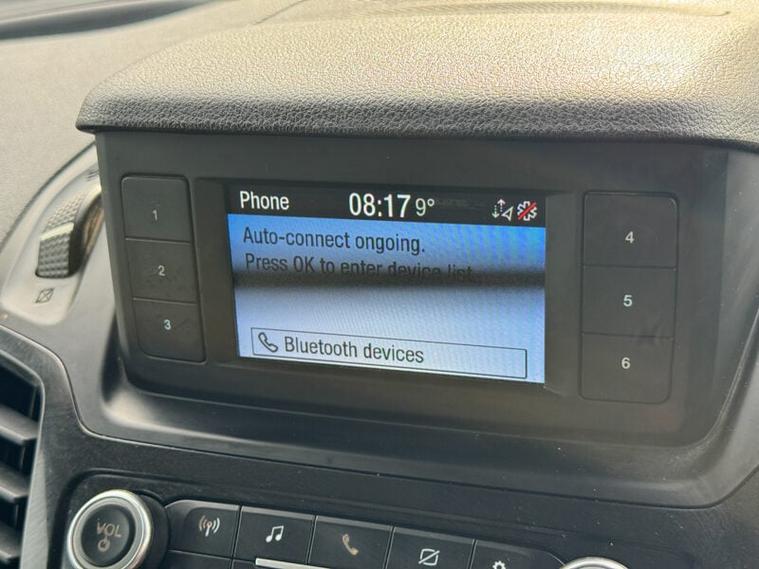 Phone 08:17 9°
Auto-connect ongoing.
Press OK to enter device list.
Bluetooth devices
1
2
3
4
5
6
VOL